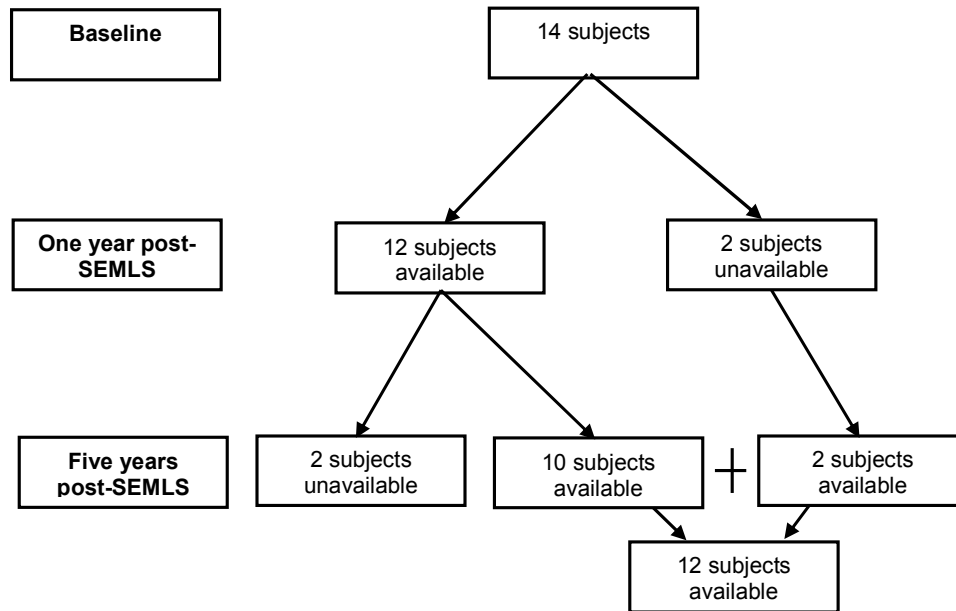 Baseline
14 subjects
One year post-
SEMLS
12 subjects
available
2 subjects
unavailable
Five years
post-SEMLS
2 subjects
unavailable
10 subjects
available
+
2 subjects
available
12 subjects
available